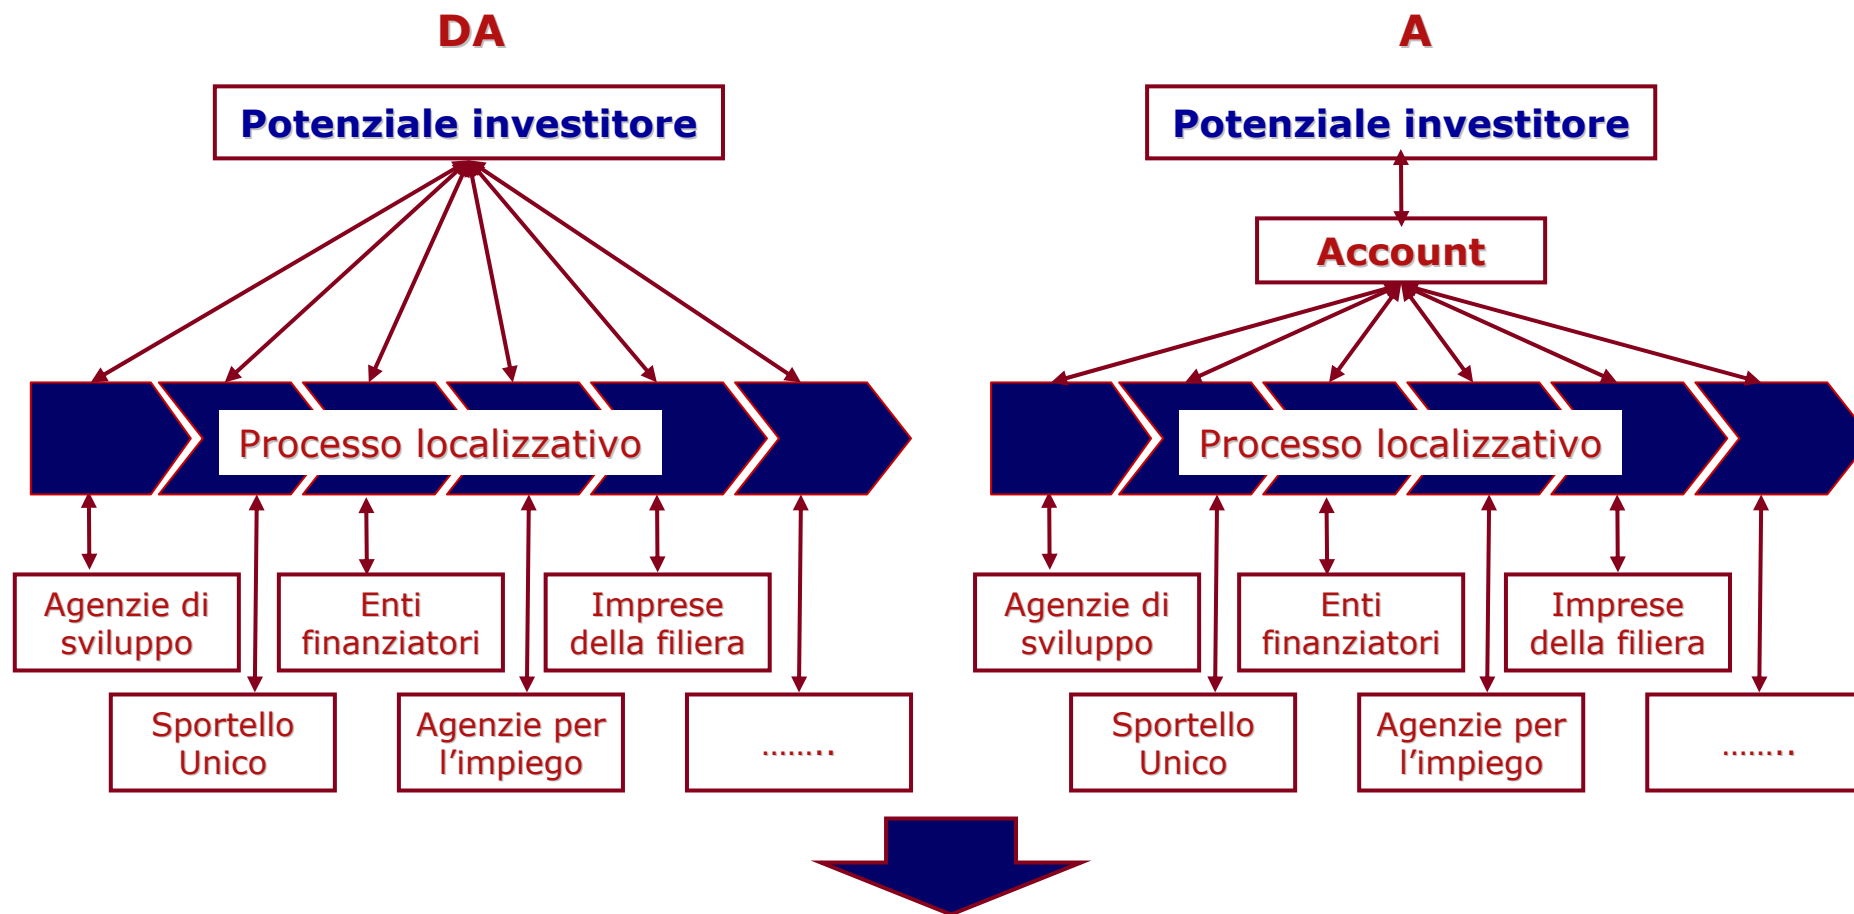 DA
Potenziale investitore
Processo localizzativo
Agenzie di
sviluppo
Enti
finanziatori
Imprese
della filiera
Sportello
Unico
Agenzie per
l’impiego
……..
A
Potenziale investitore
Account
Processo localizzativo
Agenzie di
sviluppo
Enti
finanziatori
Imprese
della filiera
Sportello
Unico
Agenzie per
l’impiego
……..